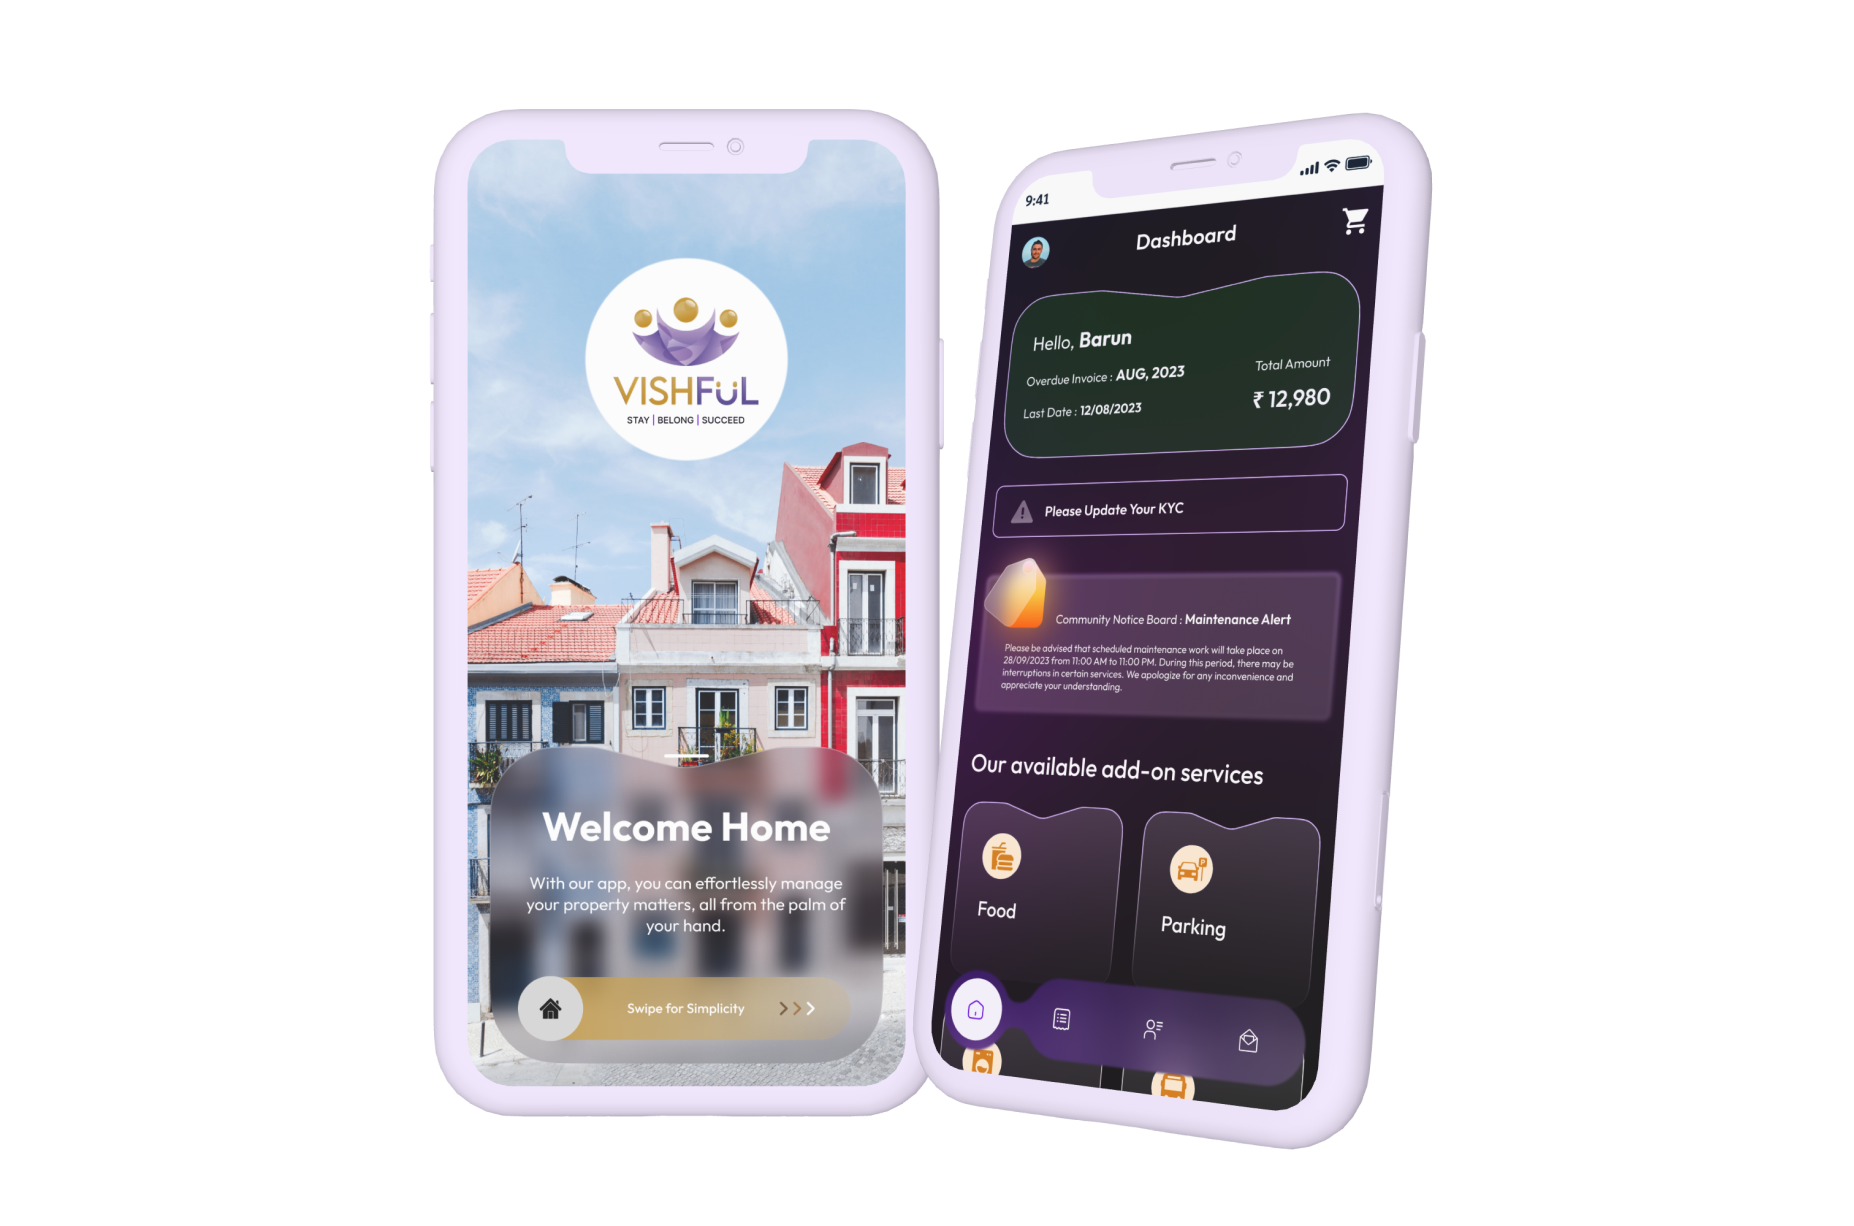 VISHFüL
STAY | BELONG | SUCCEED
Welcome Home
With our app, you can effortlessly manage
your property matters, all from the palm of
your hand.
Swipe for Simplicity
9:41
Dashboard
Hello, Barun
Overdue Invoice : AUG, 2023
Last Date : 12/08/2023
Total Amount
₹ 12,980
Please Update Your KYC
Community Notice Board : Maintenance Alert
Please be advised that scheduled maintenance work will take place on
28/09/2023 from 11:00 AM to 11:00 PM. During this period, there may be
interruptions in certain services. We apologize for any inconvenience and
appreciate your understanding.
Our available add-on services
Food
Parking